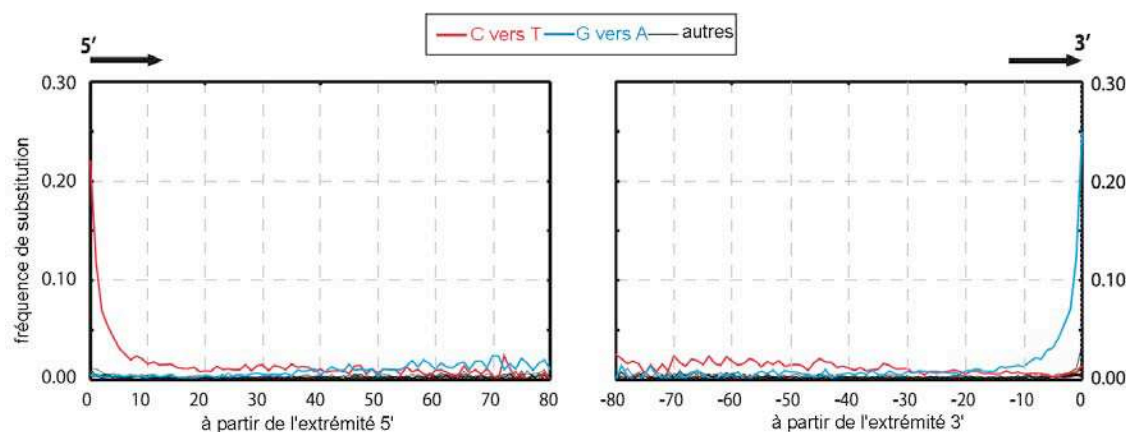 C vers T G vers A autres
5' 3'
0.30 0.30
0.20 0.20
0.10 0.10
0.00 0.00
fréquence de substitution
0 10 20 30 40 50 60 70 80 -80 -70 -60 -50 -40 -30 -20 -10 0
à partir de l'extrémité 5' à partir de l'extrémité 3'